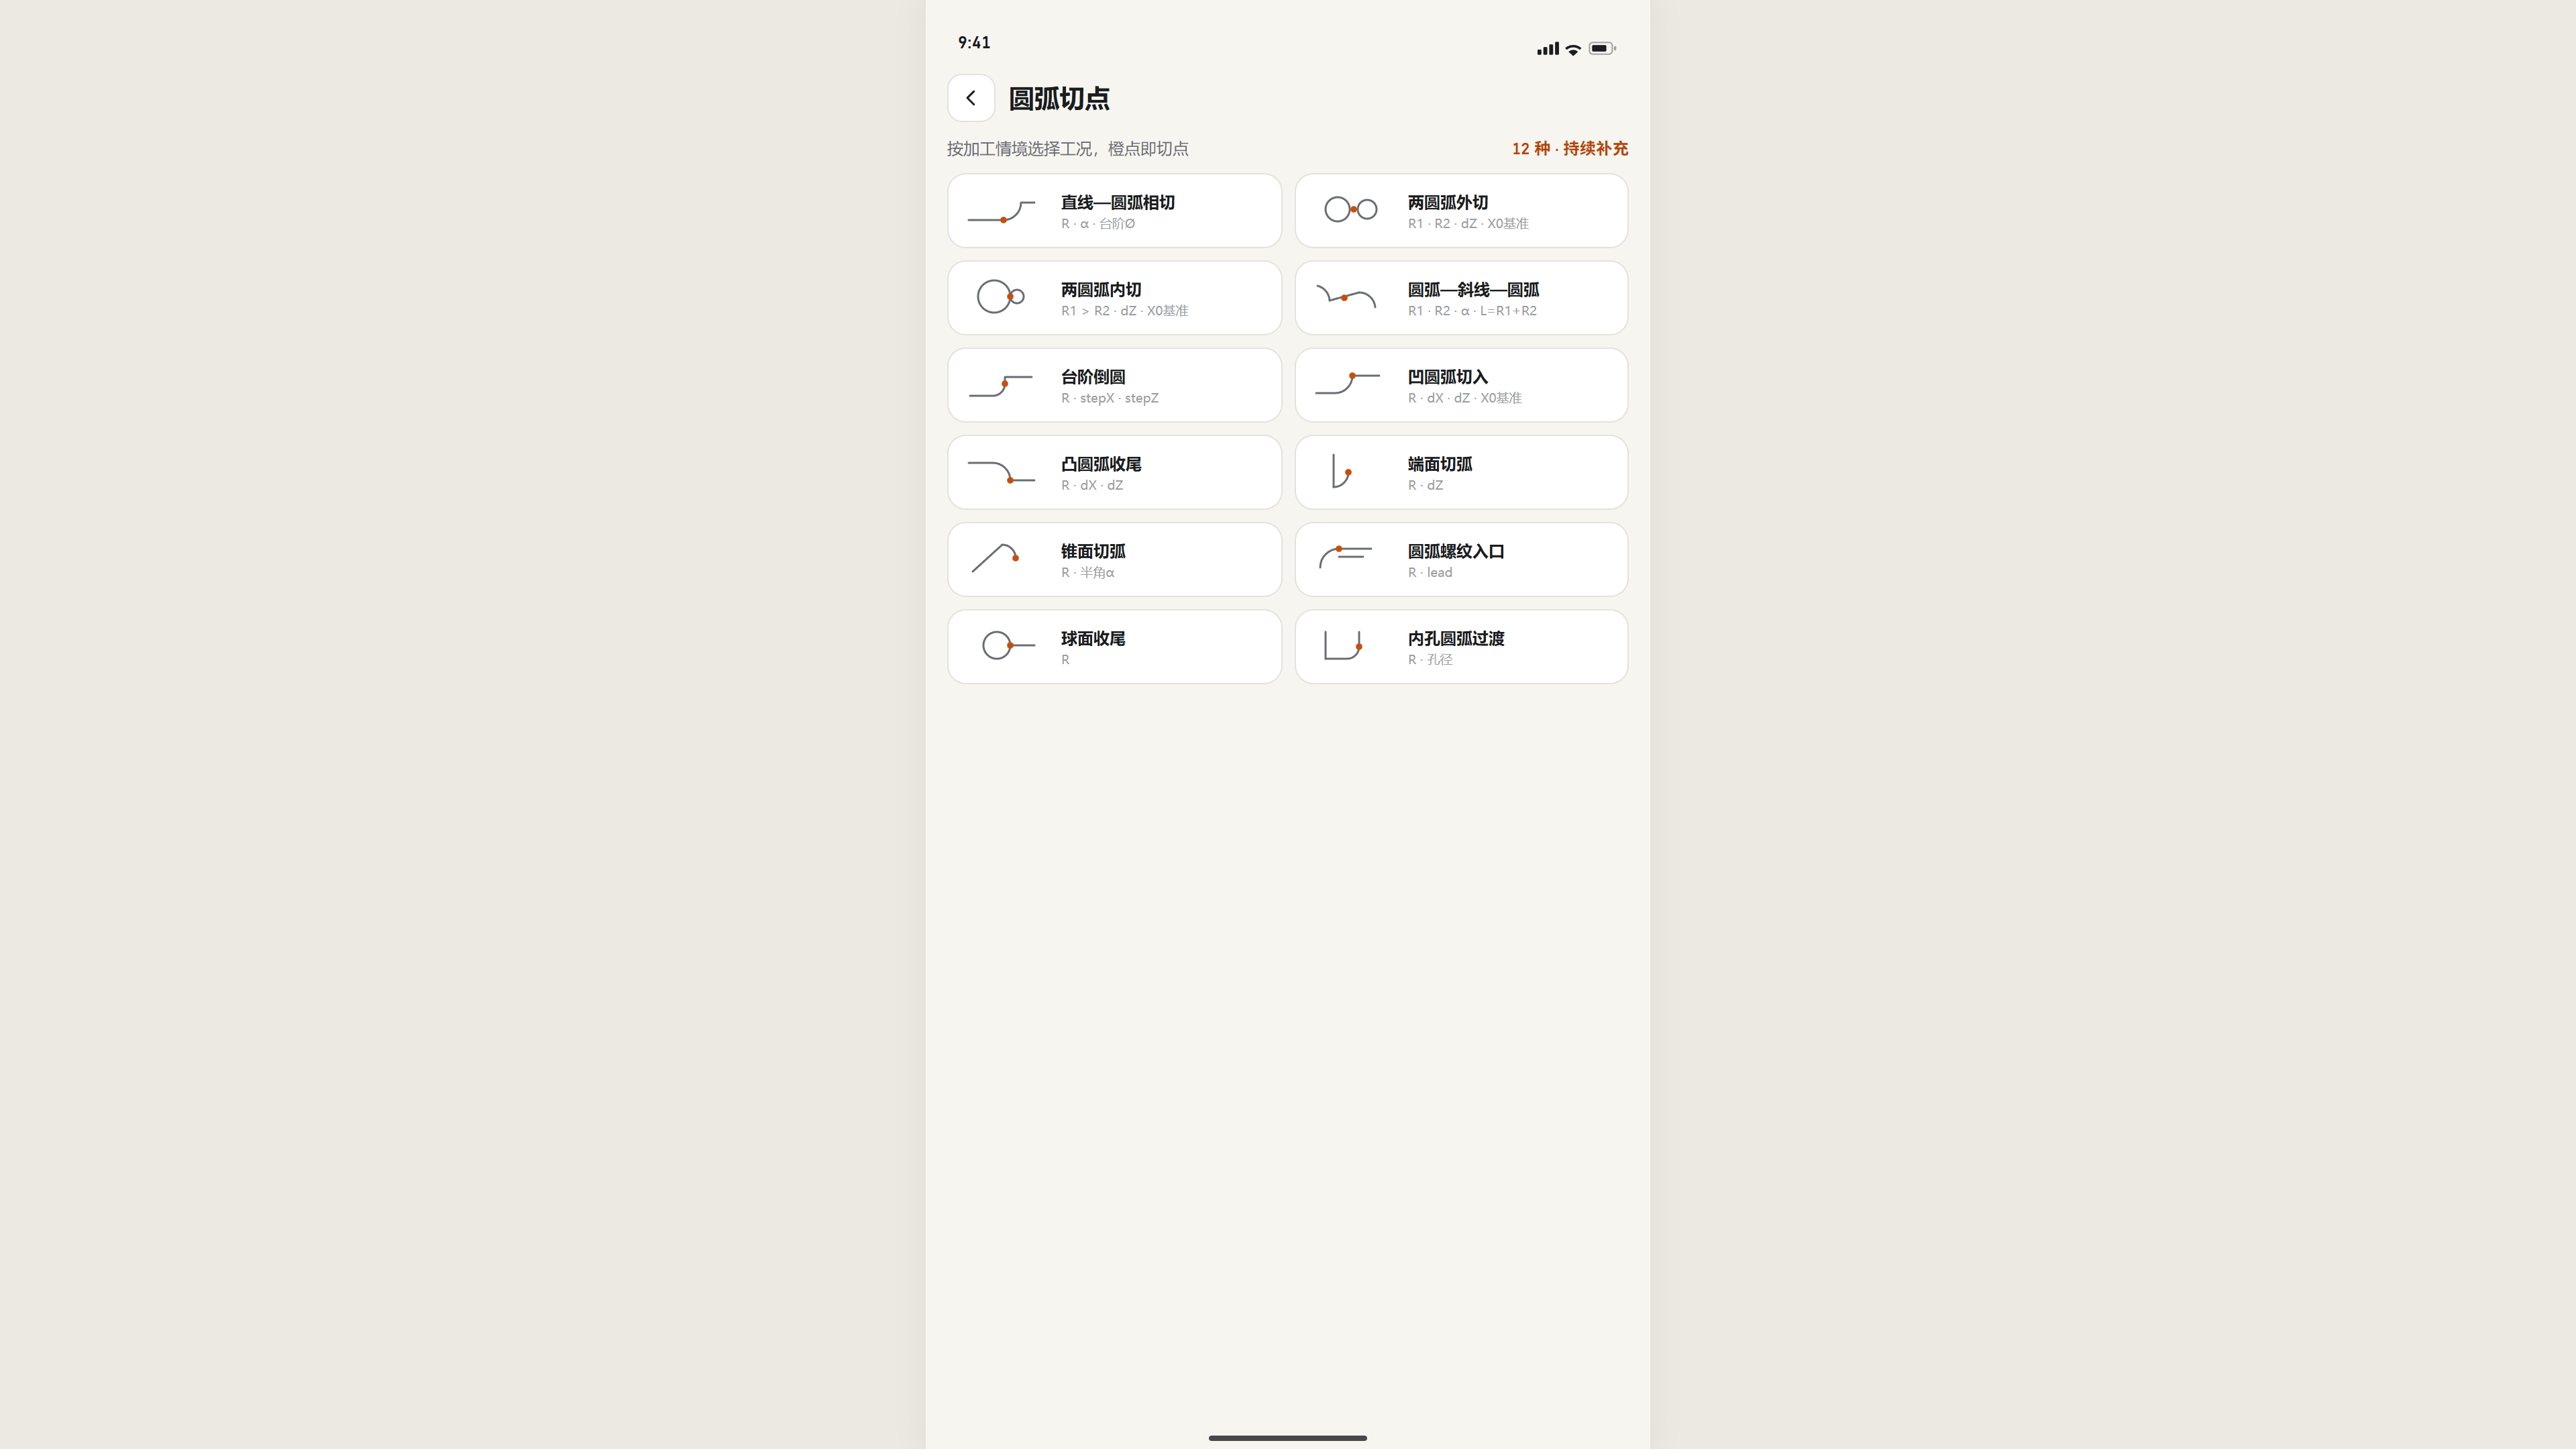 9:41
圆弧切点
按加工情境选择工况，橙点即切点
12 种 · 持续补充
直线—圆弧相切
R · α · 台阶Ø
两圆弧外切
R1 · R2 · dZ · X0基准
两圆弧内切
R1 > R2 · dZ · X0基准
圆弧—斜线—圆弧
R1 · R2 · α · L=R1+R2
台阶倒圆
R · stepX · stepZ
凹圆弧切入
R · dX · dZ · X0基准
凸圆弧收尾
R · dX · dZ
端面切弧
R · dZ
锥面切弧
R · 半角α
圆弧螺纹入口
R · lead
球面收尾
R
内孔圆弧过渡
R · 孔径